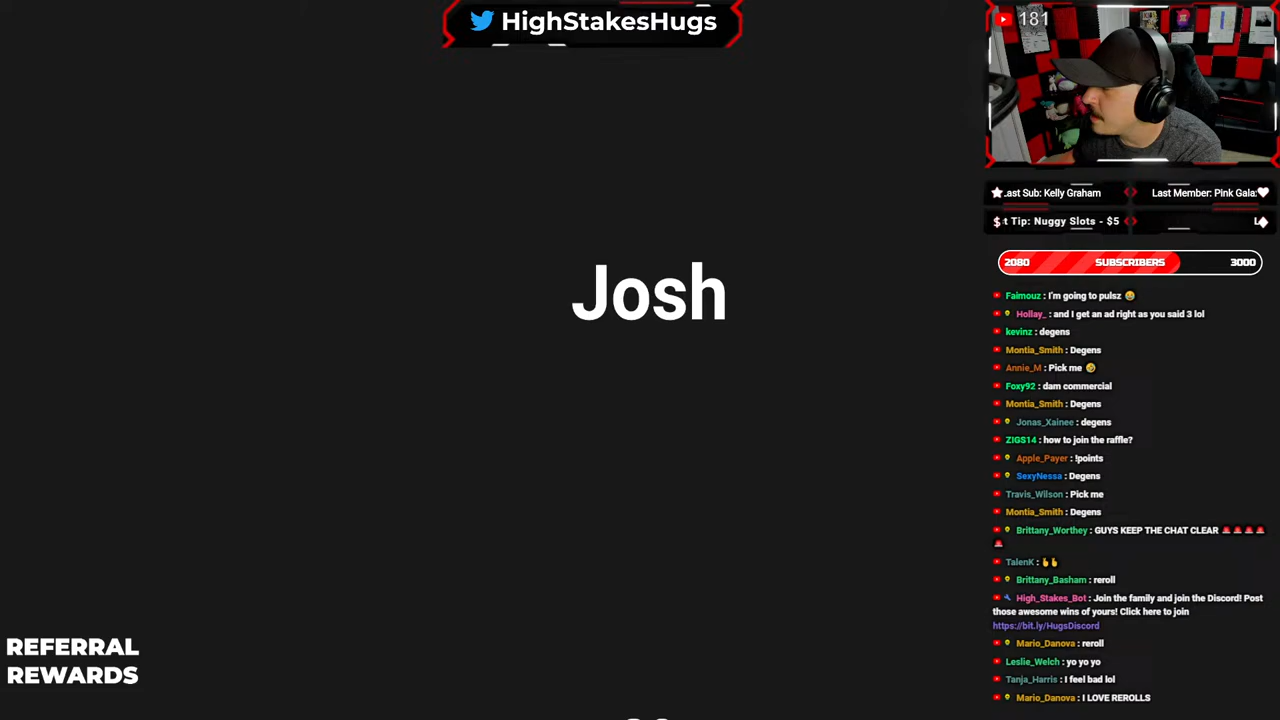 HighStakesHugs
181
Josh
.ast Sub: Kelly Graham
Last Member: Pink Gala
t Tip: Nuggy Slots - $5
2080 SUBSCRIBERS 3000
Faimouz : I'm going to pulsz 😂
Hollay_ : and I get an ad right as you said 3 lol
kevinz : degens
Montia_Smith : Degens
Annie_M : Pick me 🤣
Foxy92 : dam commercial
Montia_Smith : Degens
Jonas_Xainee : degens
ZIGS14 : how to join the raffle?
Apple_Payer : !points
SexyNessa : Degens
Travis_Wilson : Pick me
Montia_Smith : Degens
Brittany_Worthey : GUYS KEEP THE CHAT CLEAR 🚨🚨🚨🚨
🚨
TalenK : 🫰🫰
Brittany_Basham : reroll
High_Stakes_Bot : Join the family and join the Discord! Post
those awesome wins of yours! Click here to join
https://bit.ly/HugsDiscord
Mario_Danova : reroll
Leslie_Welch : yo yo yo
Tanja_Harris : I feel bad lol
Mario_Danova : I LOVE REROLLS
REFERRAL
REWARDS